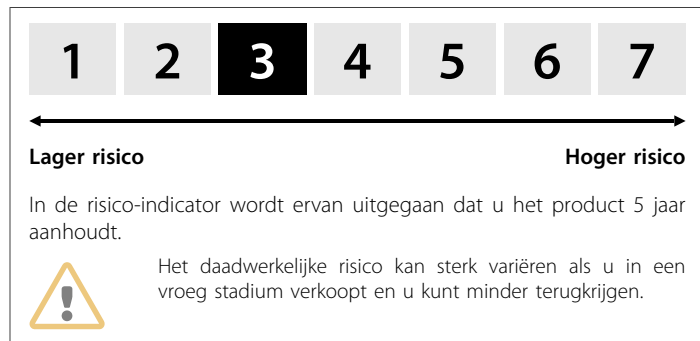 1 2 3 4 5 6 7
Lager risico Hoger risico
In de risico-indicator wordt ervan uitgegaan dat u het product 5 jaar
aanhoudt.
Het daadwerkelijke risico kan sterk variëren als u in een
vroeg stadium verkoopt en u kunt minder terugkrijgen.